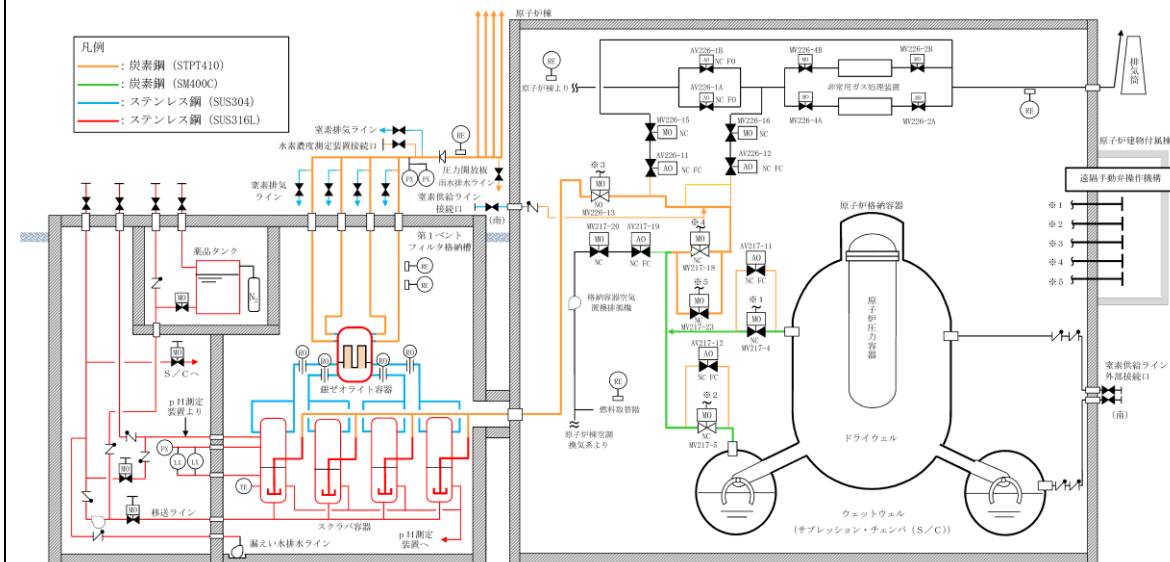 凡例
：炭素鋼（STPT410）
：炭素鋼（SM400C）
：ステンレス鋼（SUS304）
：ステンレス鋼（SUS316L）
原子炉棟
RE
原子炉棟より
AV226-1B
AO
NC FO
AO
AV226-1A
NC FO
MV226-4B
MO
MV226-2B
MO
非常用ガス処理装置
MO
MV226-4A
MO
MV226-2A
RE
排気筒
窒素排気ライン
水素濃度測定装置接続口
RE
圧力開放板
PX
PX
雨水排水ライン
窒素排気
ライン
窒素供給ライン
接続口
(南)
MV226-15
MO
NC
MV226-16
MO
NC
AV226-11
AO
NC FC
AV226-12
AO
NC FC
※3
MO
NO
MV226-13
原子炉建物付属棟
遠隔手動弁操作機構
※1
※2
※3
※4
※5
原子炉格納容器
原子炉圧力容器
第1ベント
フィルタ格納槽
RE
RE
薬品タンク
N₂
MO
MO
S／Cへ
MV217-20
MO
NC
AV217-19
AO
NC FC
※4
MO
NC
MV217-18
AV217-11
AO
NC FC
※5
MO
NC
MV217-23
※1
MO
NC
MV217-4
格納容器空気
置換排風機
AV217-12
AO
NC FC
RE
燃料取替階
※2
MO
NC
MV217-5
原子炉棟空調
換気系より
RO
RO
RO
RO
銀ゼオライト容器
pH測定
装置より
PX
LX
LX
MO
TE
MO
移送ライン
スクラバ容器
pH測定
装置へ
漏えい水排水ライン
ドライウェル
ウェットウェル
（サプレッション・チェンバ（S／C））
窒素供給ライン
外部接続口
(南)